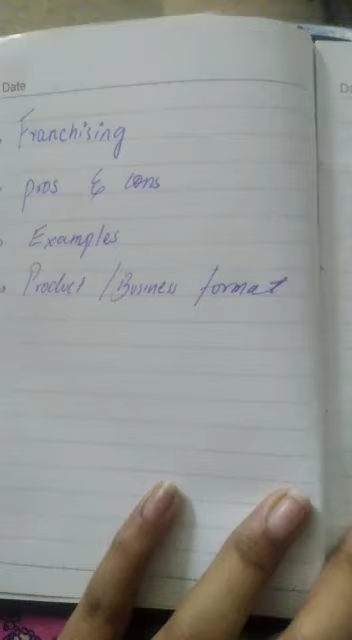 Date
Franchising
pros & cons
Examples
Product / Business format